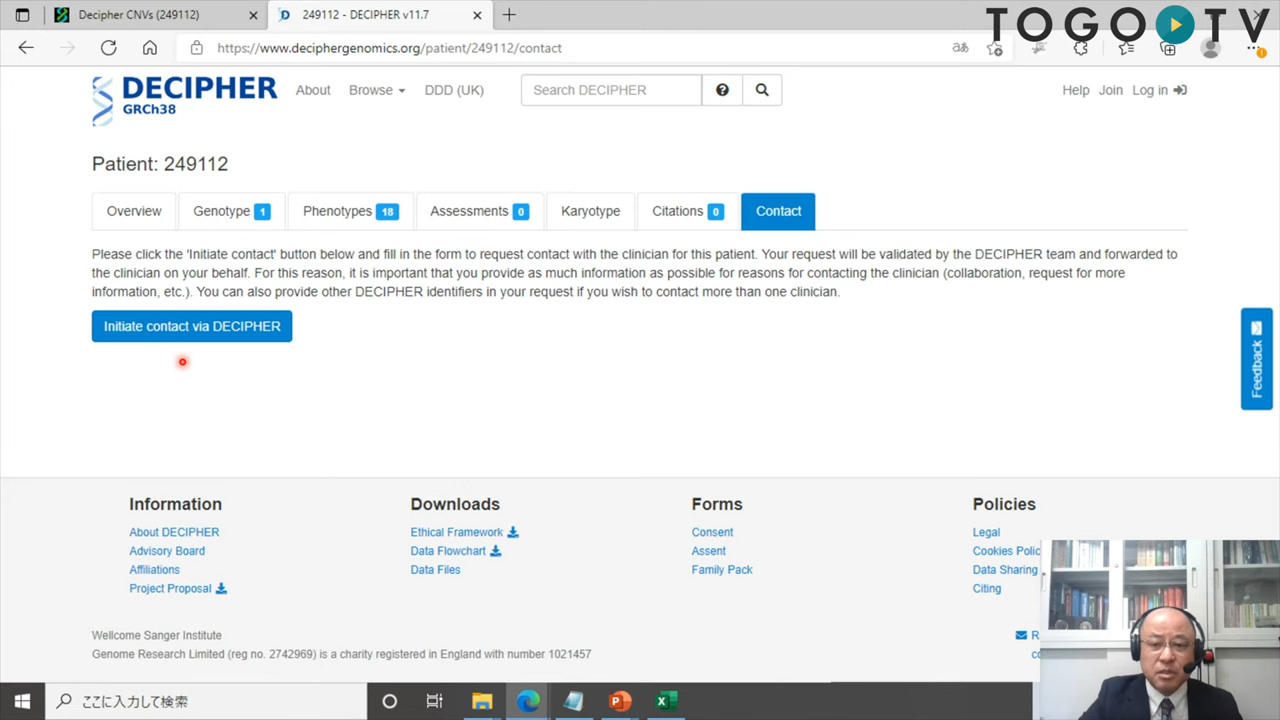 Decipher CNVs (249112)
249112 - DECIPHER v11.7
TOGO TV
https://www.deciphergenomics.org/patient/249112/contact
DECIPHER
GRCh38
About
Browse
DDD (UK)
Search DECIPHER
Help
Join
Log in
Patient: 249112
Overview
Genotype 1
Phenotypes 18
Assessments 0
Karyotype
Citations 0
Contact
Please click the 'Initiate contact' button below and fill in the form to request contact with the clinician for this patient. Your request will be validated by the DECIPHER team and forwarded to
the clinician on your behalf. For this reason, it is important that you provide as much information as possible for reasons for contacting the clinician (collaboration, request for more
information, etc.). You can also provide other DECIPHER identifiers in your request if you wish to contact more than one clinician.
Initiate contact via DECIPHER
Feedback
Information
About DECIPHER
Advisory Board
Affiliations
Project Proposal
Downloads
Ethical Framework
Data Flowchart
Data Files
Forms
Consent
Assent
Family Pack
Policies
Legal
Cookies Polic
Data Sharing
Citing
Wellcome Sanger Institute
Genome Research Limited (reg no. 2742969) is a charity registered in England with number 1021457
R
co
ここに入力して検索